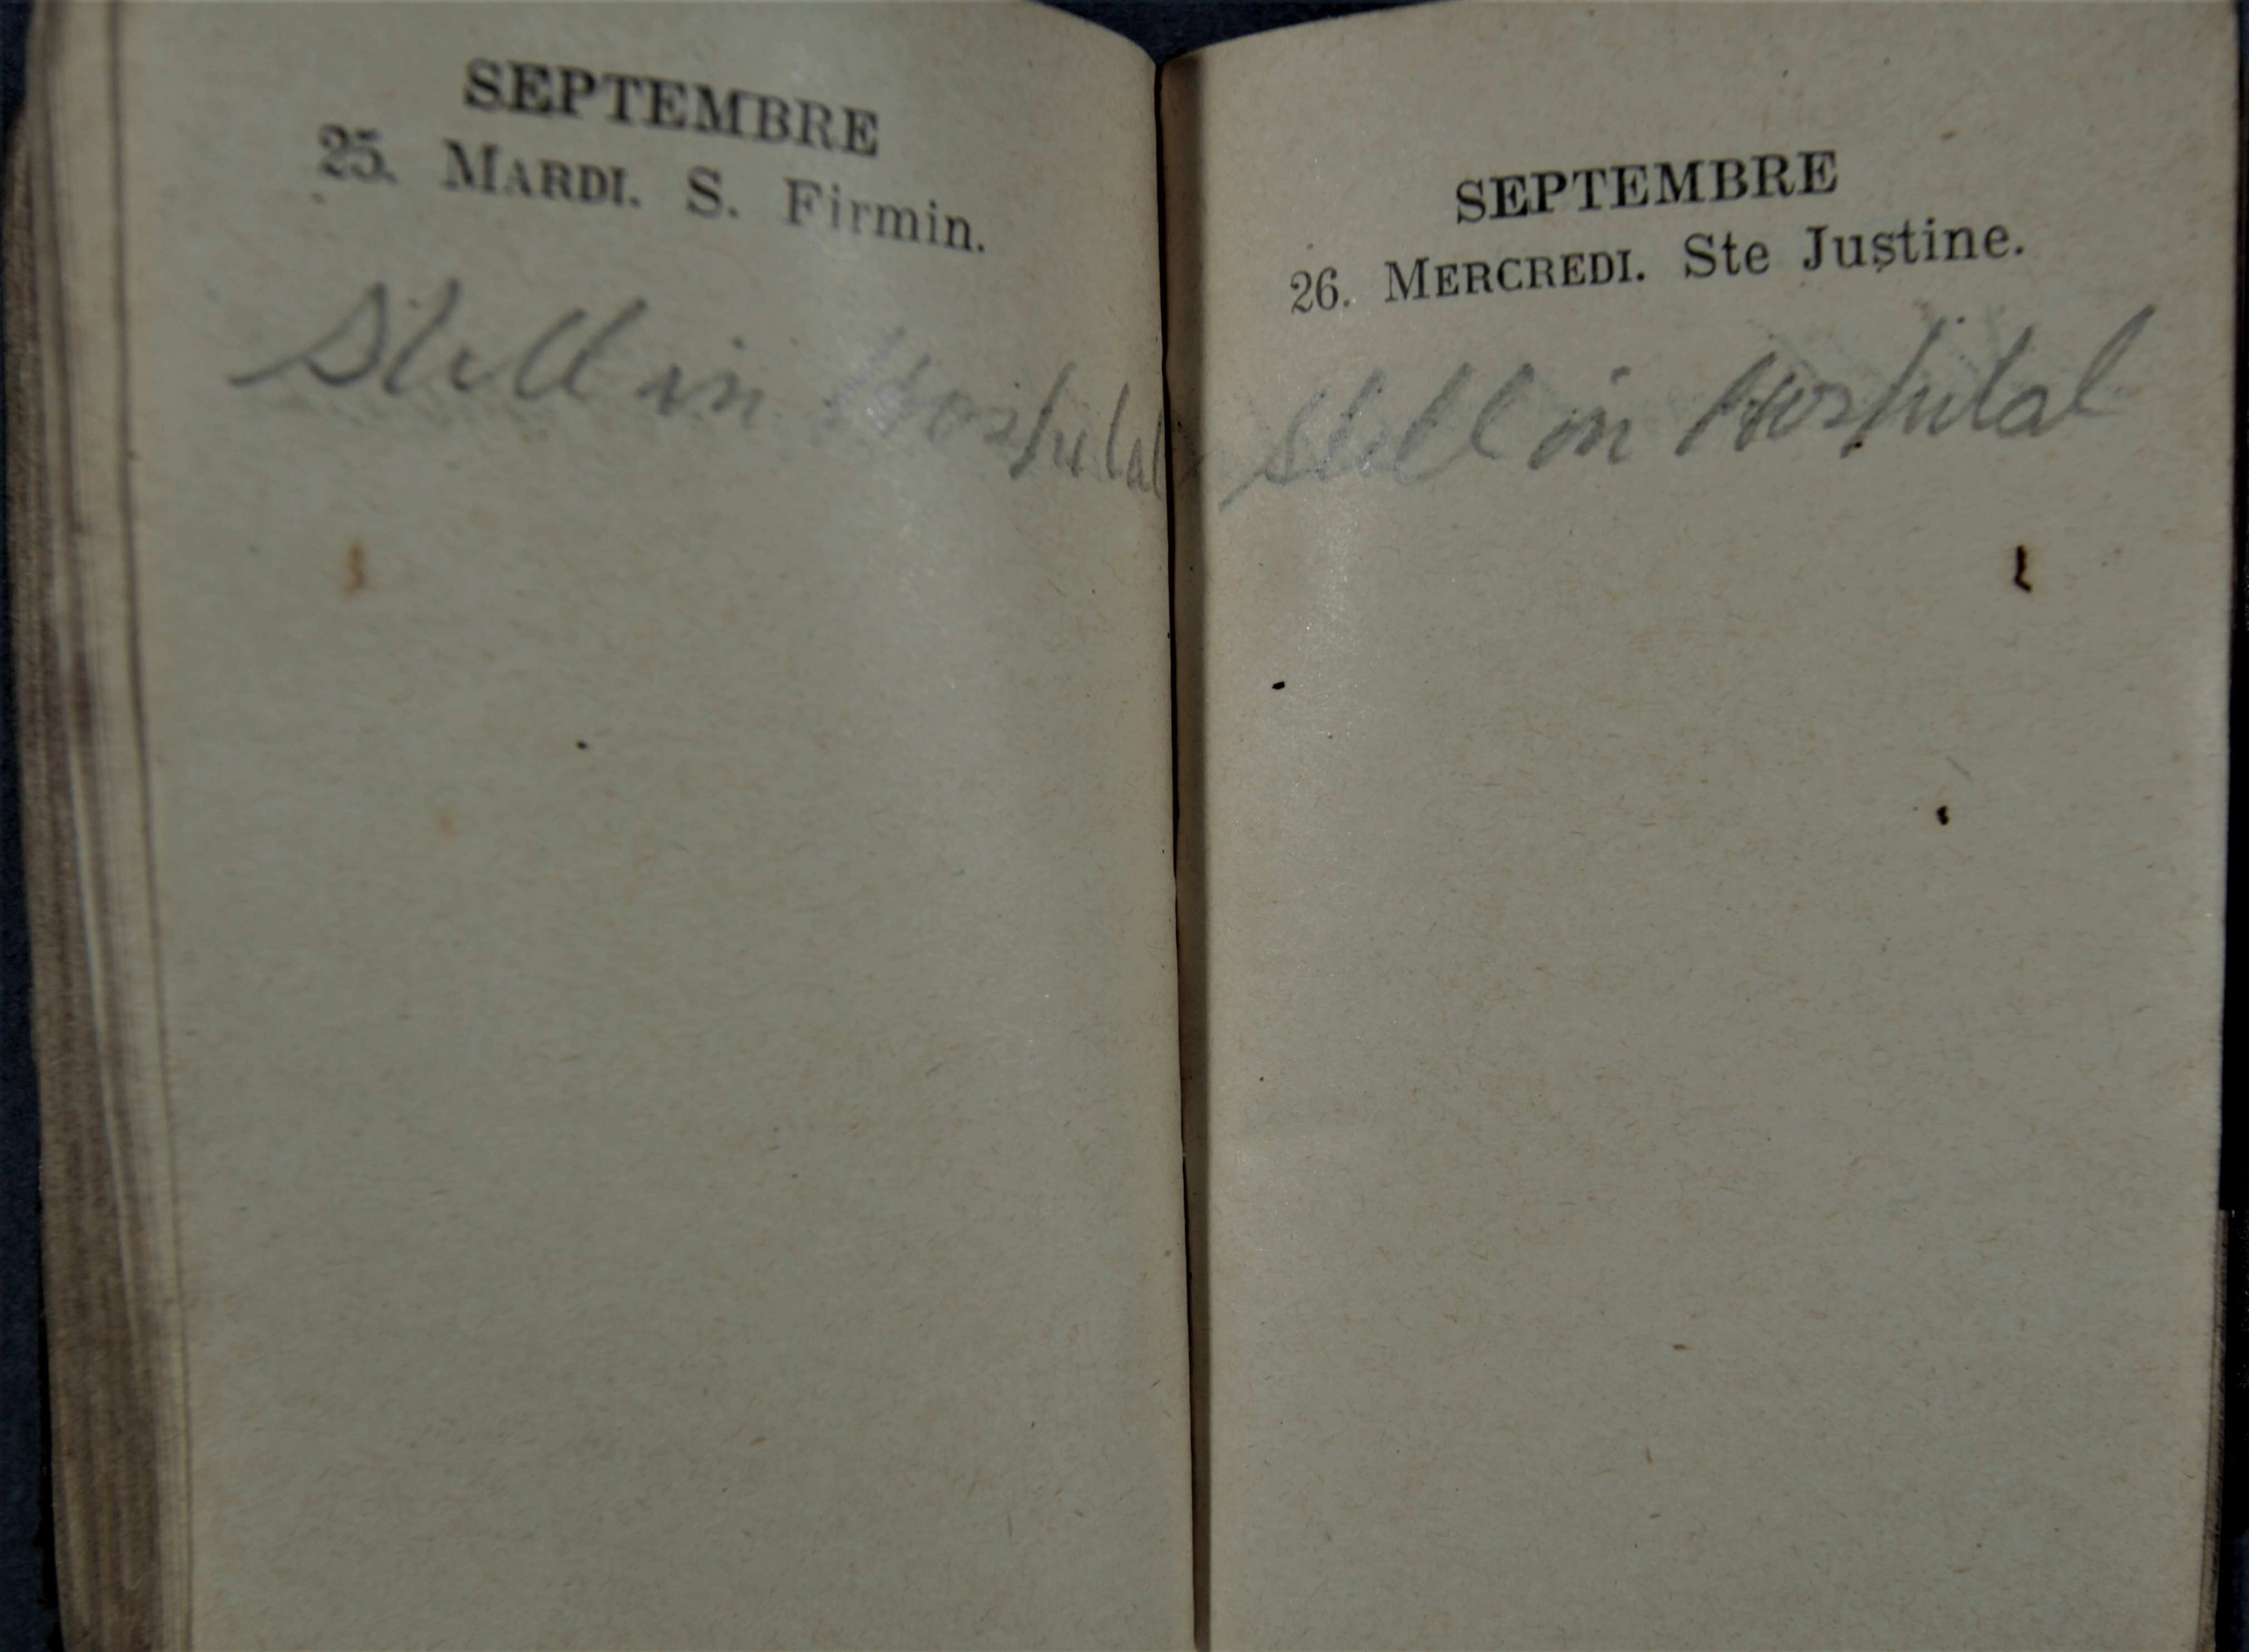 SEPTEMBRE
25. MARDI. S. Firmin.
Still in Hospital
SEPTEMBRE
26. MERCREDI. Ste Justine.
Still in Hospital